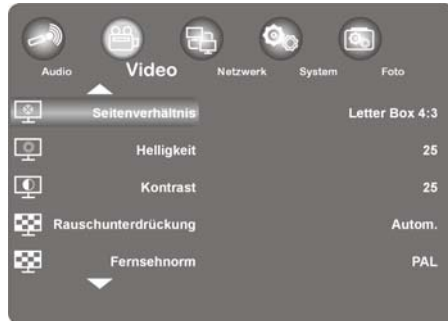 Audio Video Netzwerk System Foto
Seitenverhältnis Letter Box 4:3
Helligkeit 25
Kontrast 25
Rauschunterdrückung Autom.
Fernsehnorm PAL